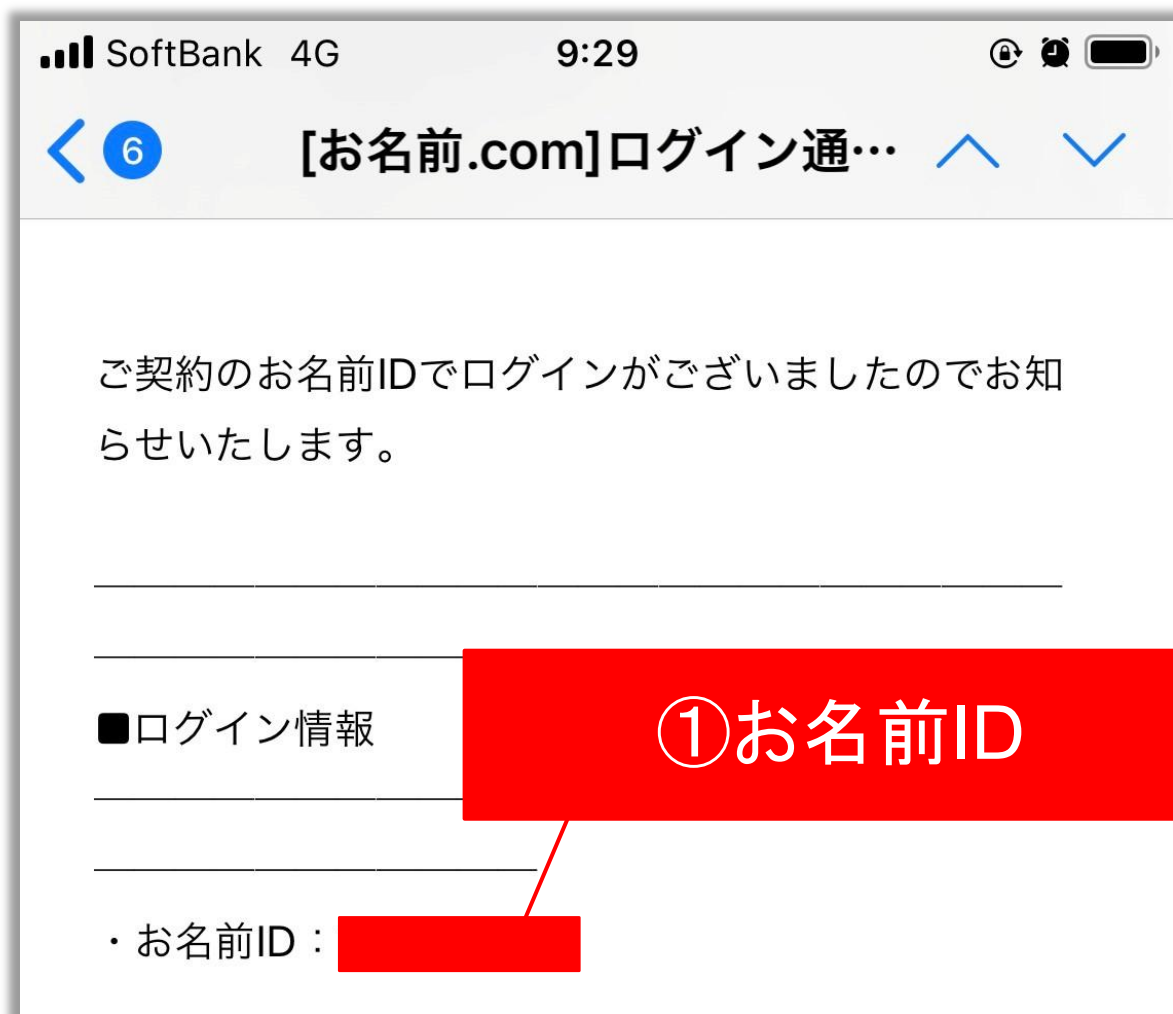 SoftBank 4G 9:29
6 [お名前.com]ログイン通…
ご契約のお名前IDでログインがございましたのでお知
らせいたします。
■ログイン情報
①お名前ID
・お名前ID：